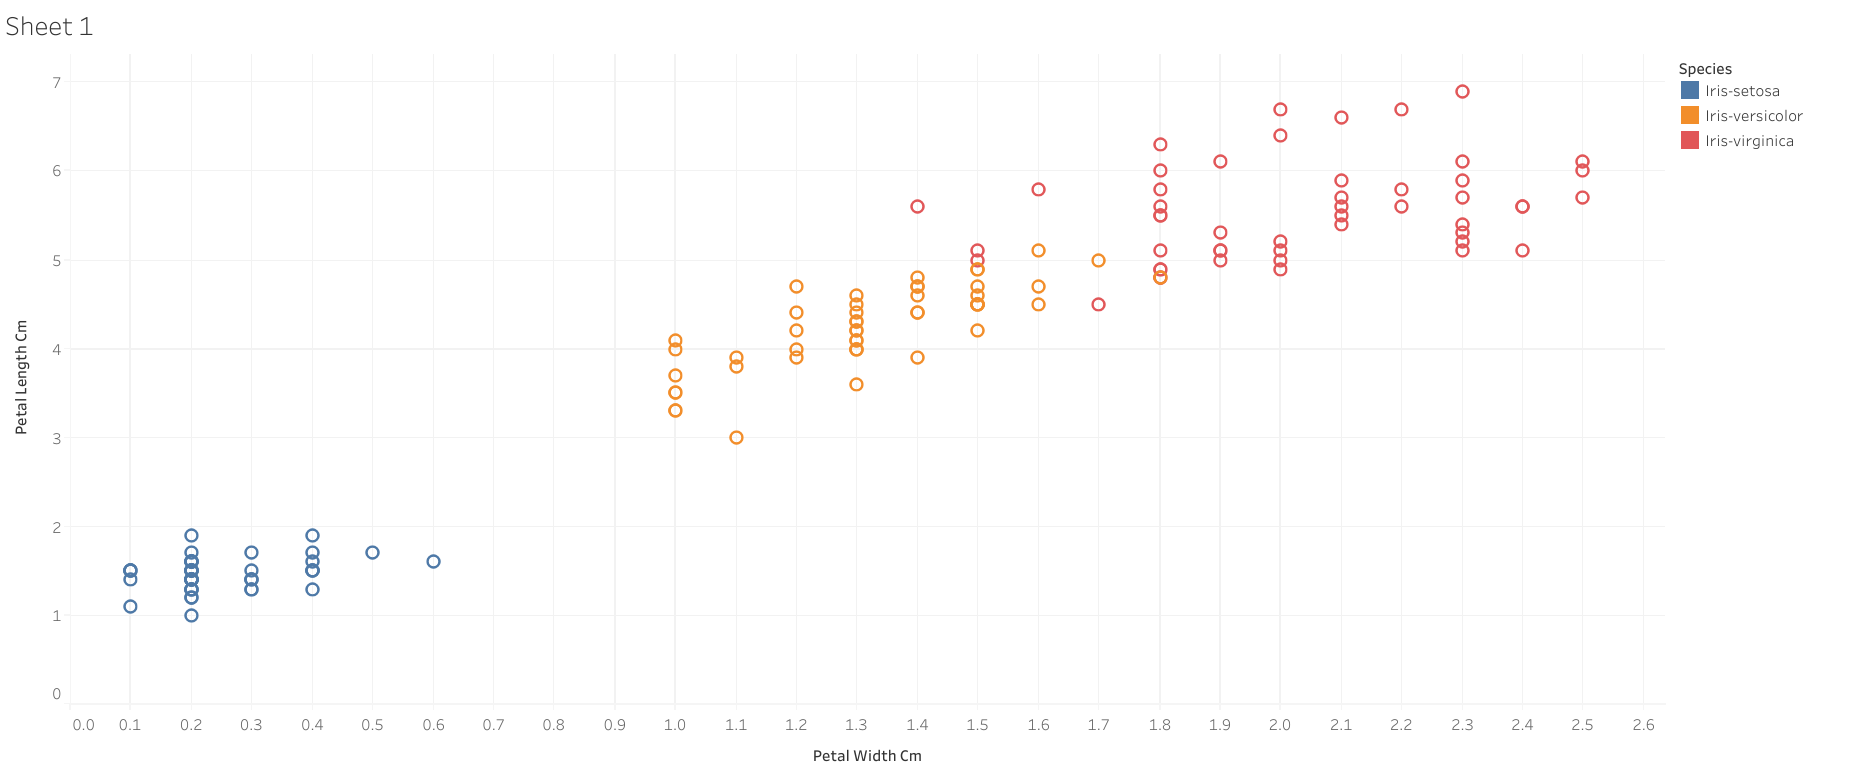 Sheet 1
Species
Iris-setosa
Iris-versicolor
Iris-virginica
7
6
5
4
3
2
1
0
Petal Length Cm
0.0 0.1 0.2 0.3 0.4 0.5 0.6 0.7 0.8 0.9 1.0 1.1 1.2 1.3 1.4 1.5 1.6 1.7 1.8 1.9 2.0 2.1 2.2 2.3 2.4 2.5 2.6
Petal Width Cm